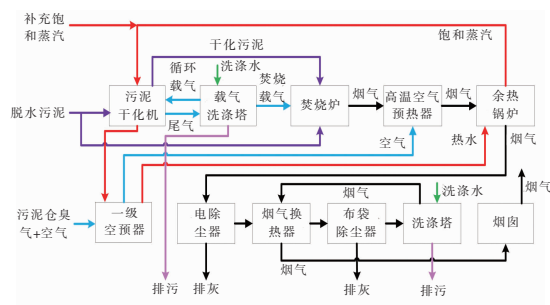 补充饱
和蒸汽
饱和蒸汽
干化污泥
循环
载气
洗涤水
焚烧
载气
脱水污泥
污泥
干化机
尾气
载气
洗涤塔
焚烧炉
烟气
高温空气
预热器
烟气
余热
锅炉
空气
热水
烟气
污泥仓臭
气+空气
一级
空预器
电除
尘器
烟气换
热器
烟气
布袋
除尘器
洗涤水
洗涤塔
烟囱
烟气
烟气
排污
排灰
排灰
排污